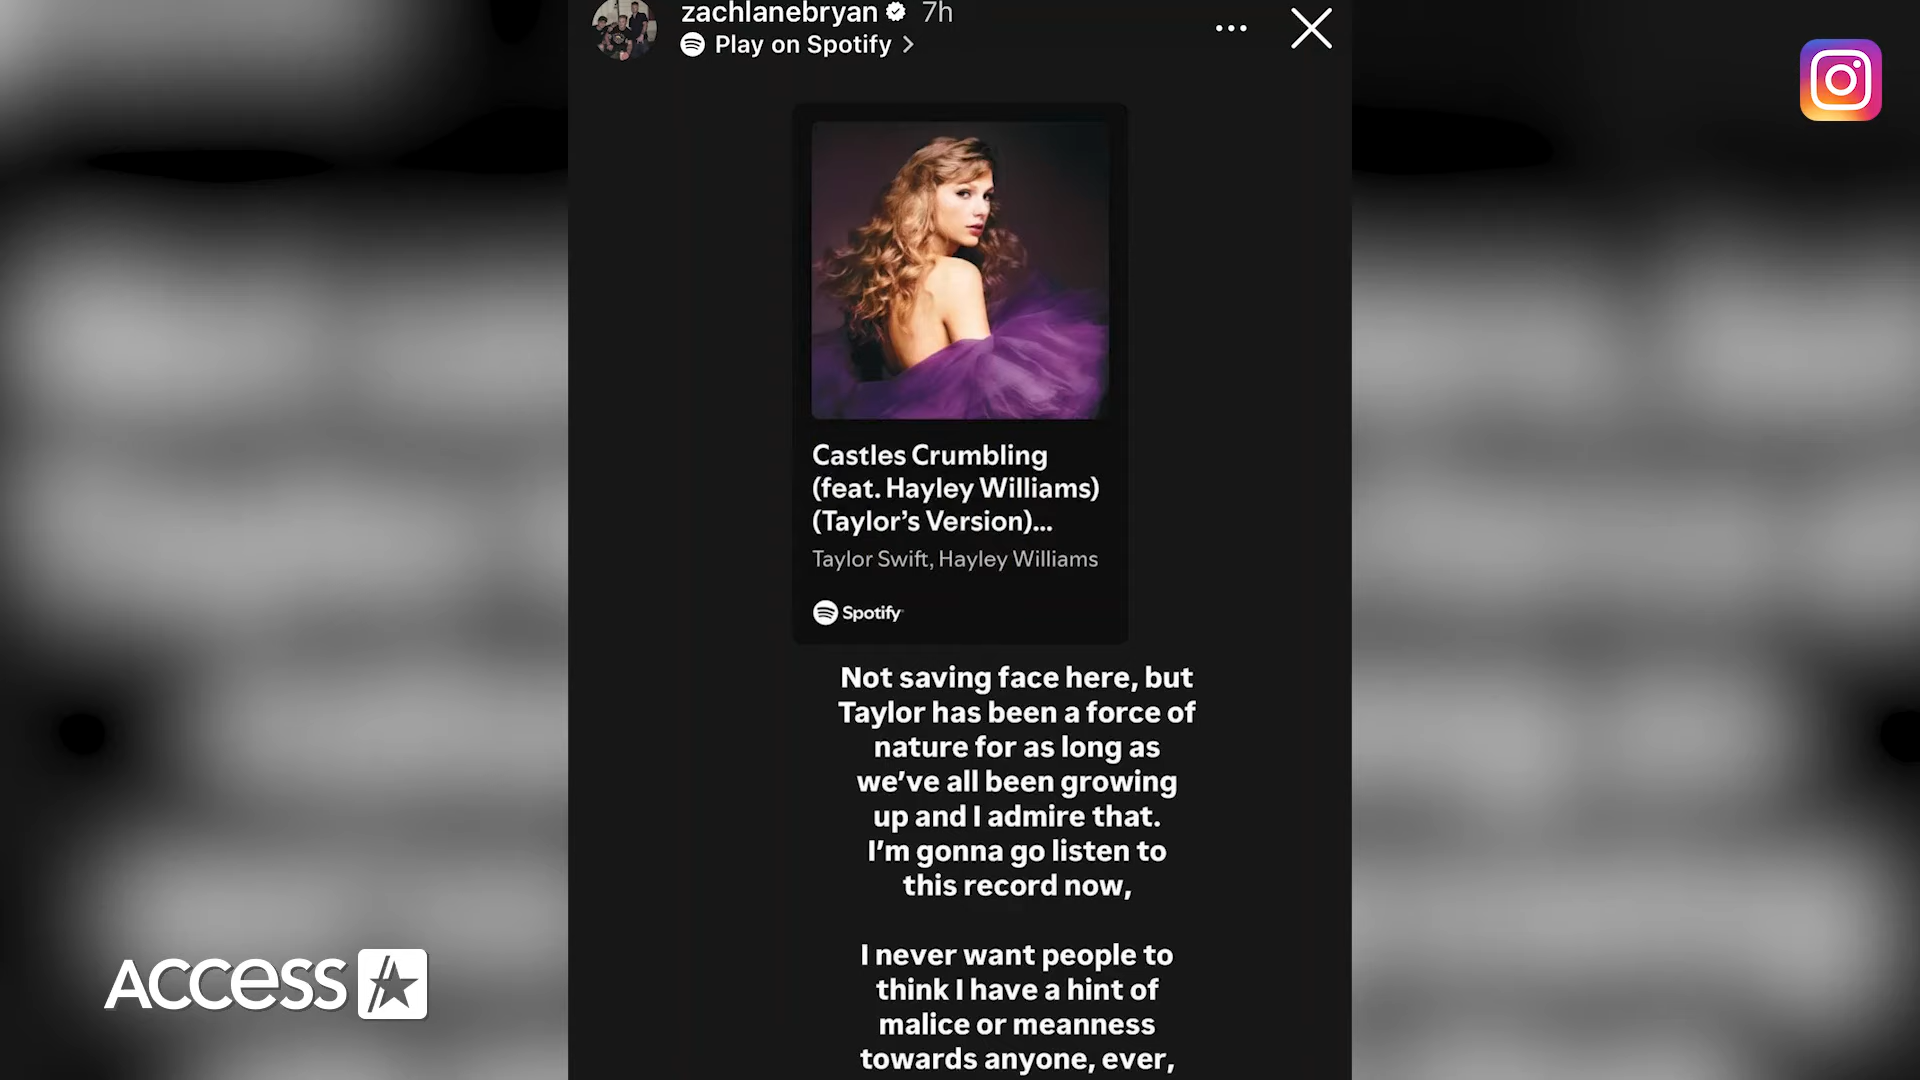 zachlanebryan 7h
Play on Spotify
Castles Crumbling
(feat. Hayley Williams)
(Taylor’s Version)...
Taylor Swift, Hayley Williams
Spotify
Not saving face here, but
Taylor has been a force of
nature for as long as
we’ve all been growing
up and I admire that.
I’m gonna go listen to
this record now,
I never want people to
think I have a hint of
malice or meanness
towards anyone, ever,
ACCESS